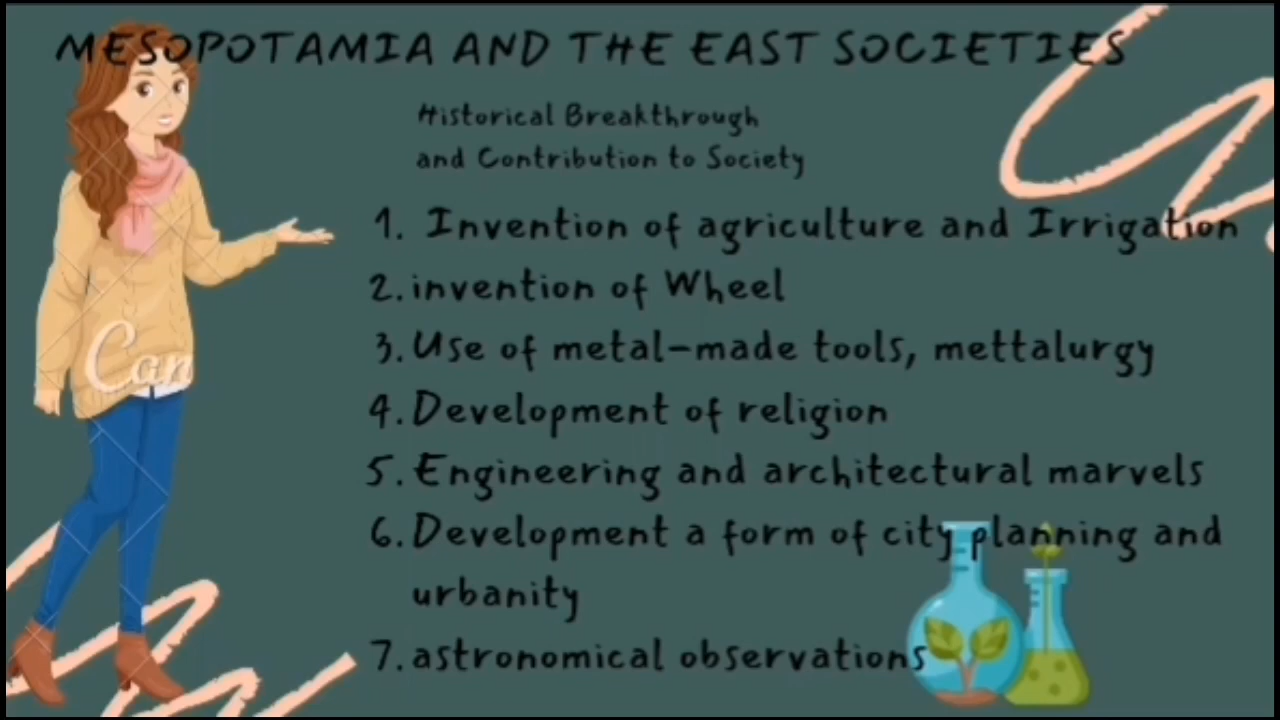 MESOPOTAMIA AND THE EAST SOCIETIES
Historical Breakthrough
and Contribution to Society
1. Invention of agriculture and Irrigation
2. invention of Wheel
3. Use of metal-made tools, mettalurgy
4. Development of religion
5. Engineering and architectural marvels
6. Development a form of city planning and
urbanity
7. astronomical observations
Can